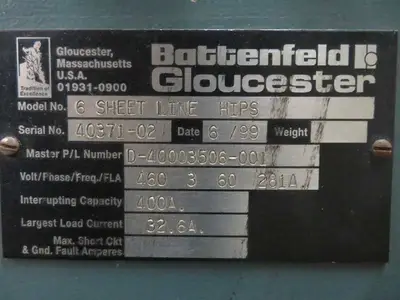 Gloucester,
Massachusetts
U.S.A.
01931-0900
Tradition of
Excellence
Battenfeld
Gloucester
Model No. 6 SHEET LINE HIPS
Serial No. 40371-02 Date 6/99 Weight
Master P/L Number D-40003506-001
Volt/Phase/Freq./FLA 460 3 60 281A
Interrupting Capacity 400A.
Largest Load Current 32.6A.
Max. Short Ckt
& Gnd. Fault Amperes